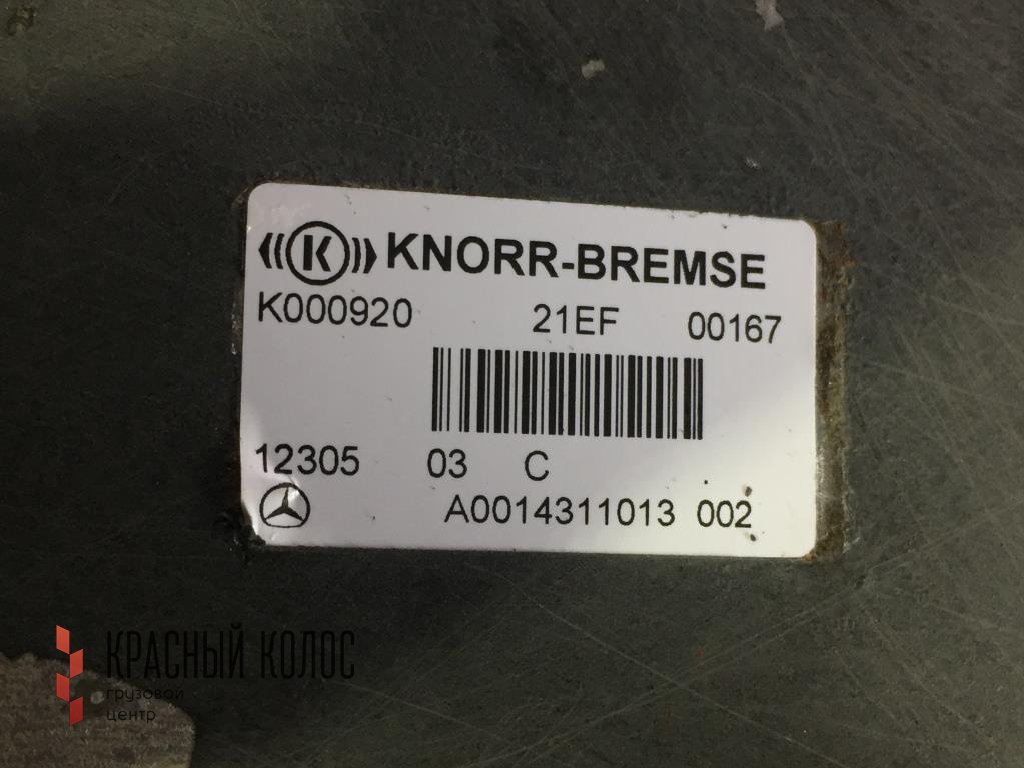 K KNORR-BREMSE
K000920 21EF 00167
12305 03 C
A0014311013 002
КРАСНЫЙ КОЛОС
грузовой
центр